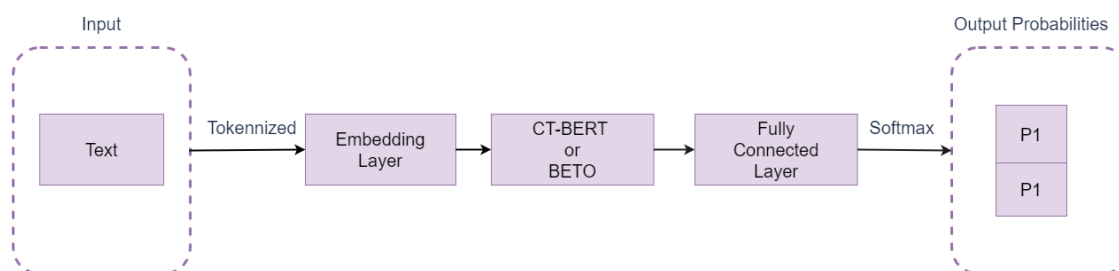 Input
Output Probabilities
Text
Tokennized
Embedding
Layer
CT-BERT
or
BETO
Fully
Connected
Layer
Softmax
P1
P1